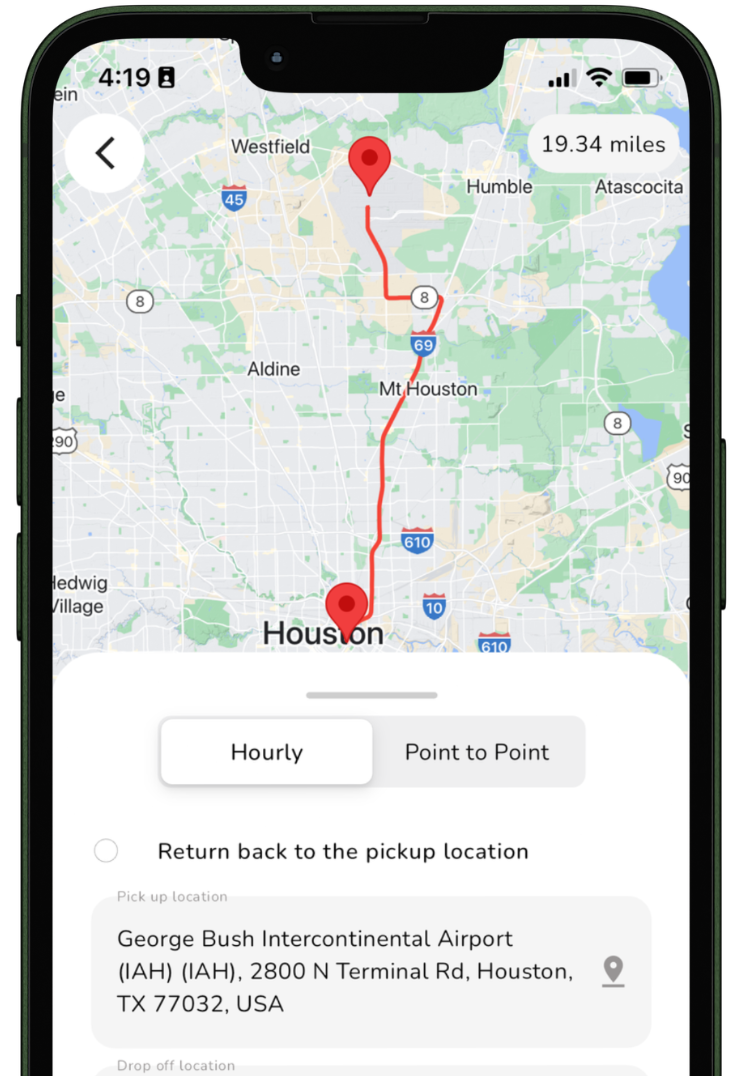 4:19
ein
Westfield
19.34 miles
Humble
Atascocita
45
8
8
69
Aldine
Mt Houston
ge
8
290
90
610
Hedwig
Village
10
Houston
610
Hourly
Point to Point
Return back to the pickup location
Pick up location
George Bush Intercontinental Airport
(IAH) (IAH), 2800 N Terminal Rd, Houston,
TX 77032, USA
Drop off location